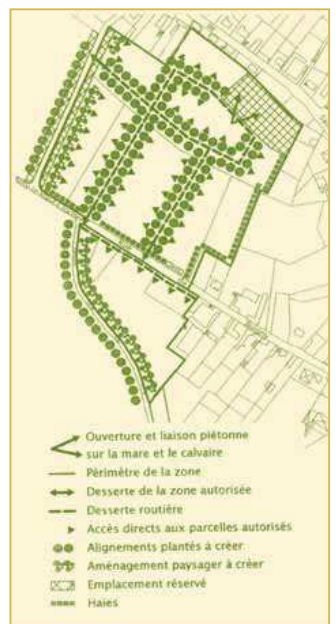 Ouverture et liaison piétonne
sur la mare et le calvaire
Périmètre de la zone
Desserte de la zone autorisée
Desserte routière
Accès directs aux parcelles autorisés
Alignements plantés à créer
Aménagement paysager à créer
Emplacement réservé
Haies